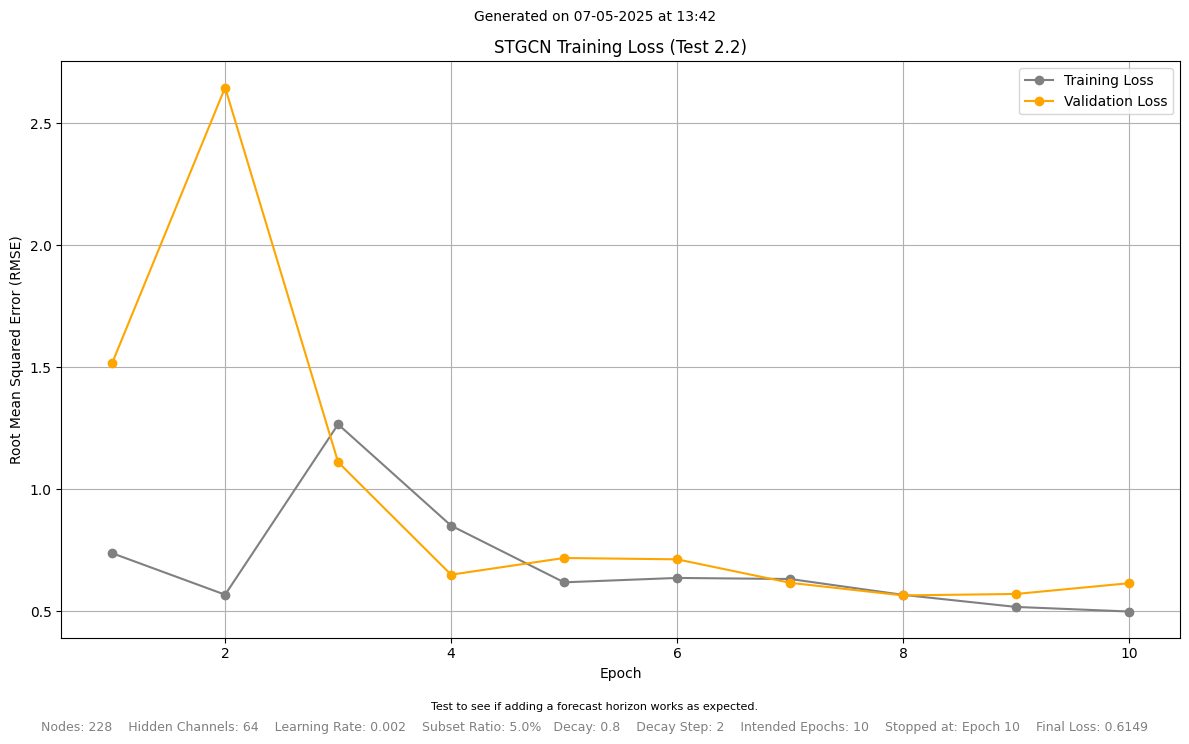 Generated on 07-05-2025 at 13:42
STGCN Training Loss (Test 2.2)
Training Loss
Validation Loss
Root Mean Squared Error (RMSE)
2.5
2.0
1.5
1.0
0.5
2 4 6 8 10
Epoch
Test to see if adding a forecast horizon works as expected.
Nodes: 228 Hidden Channels: 64 Learning Rate: 0.002 Subset Ratio: 5.0% Decay: 0.8 Decay Step: 2 Intended Epochs: 10 Stopped at: Epoch 10 Final Loss: 0.6149